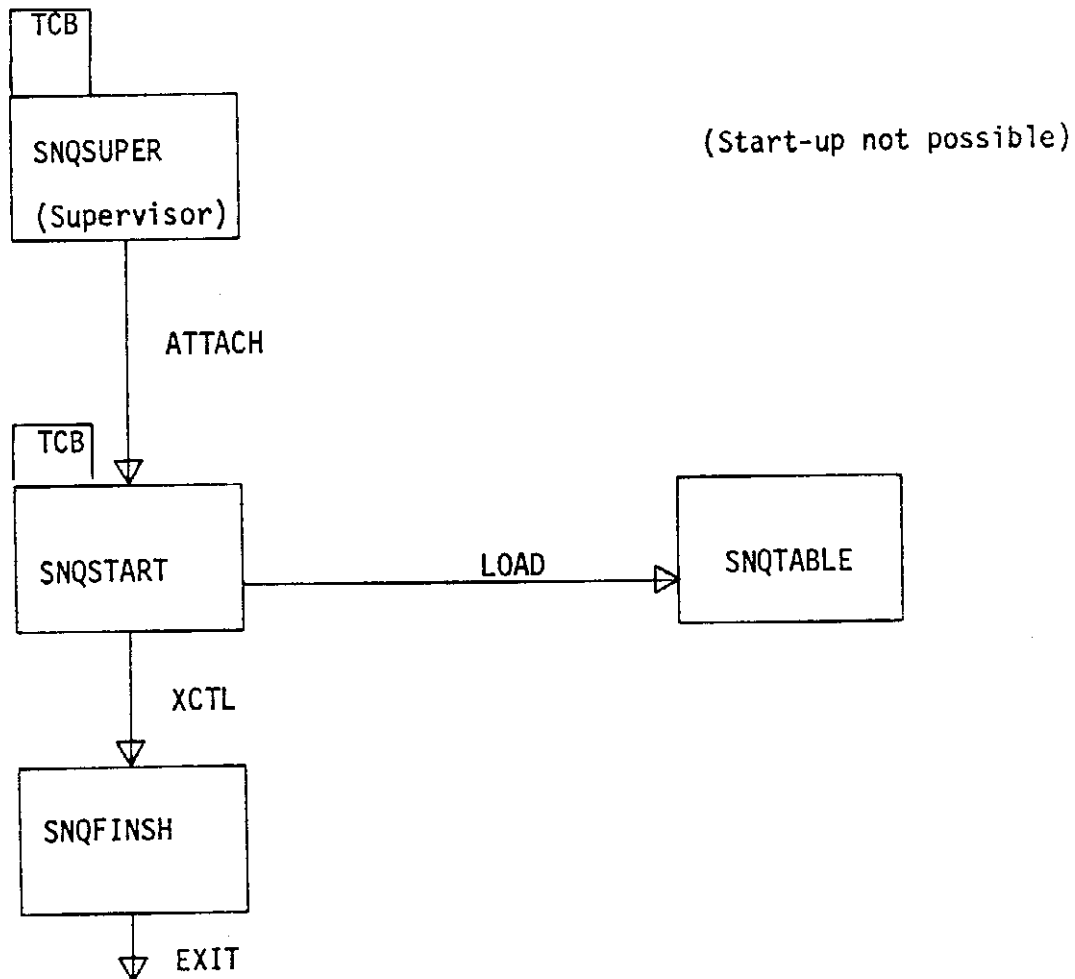 TCB
SNQSUPER
(Supervisor)
(Start-up not possible)
ATTACH
TCB
SNQSTART
LOAD
SNQTABLE
XCTL
SNQFINSH
EXIT